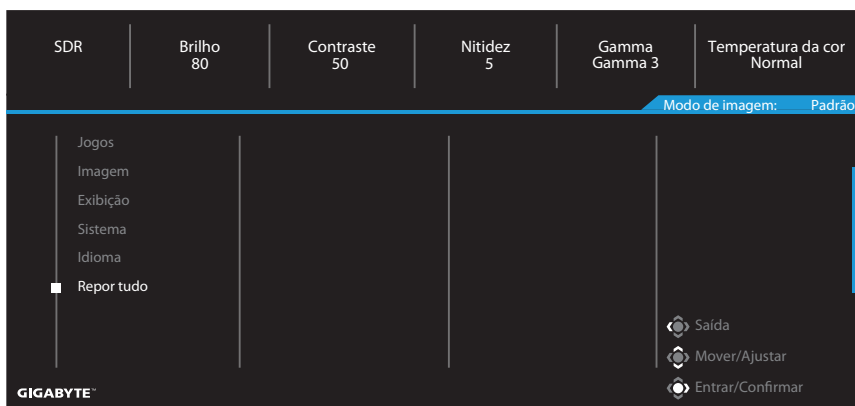 SDR
Brilho
80
Contraste
50
Nitidez
5
Gamma
Gamma 3
Temperatura da cor
Normal
Modo de imagem: Padrão
Jogos
Imagem
Exibição
Sistema
Idioma
Repor tudo
Saída
Mover/Ajustar
Entrar/Confirmar
GIGABYTE™